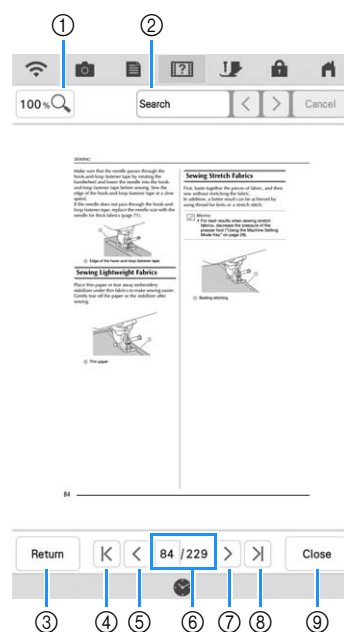 ① ②
100 % Search < > Cancel
SEWING
Make sure that the needle passes through the
hook-and-loop fastener tape by rotating the
handwheel and lower the needle into the hook-
and-loop fastener tape before sewing. Sew the
edge of the hook-and-loop fastener tape at a slow
speed.
If the needle does not pass through the hook-and-
loop fastener tape, replace the needle size with the
needle for thick fabrics (page 77).
① Edge of the hook-and-loop fastener tape
Sewing Lightweight Fabrics
Place thin paper or tear away embroidery
stabilizer under thin fabrics to make sewing easier.
Gently tear off the paper or the stabilizer after
sewing.
① Thin paper
Sewing Stretch Fabrics
First, baste together the pieces of fabric, and then
sew without stretching the fabric.
In addition, a better result can be achieved by
using thread for knits or a stretch stitch.
Memo
• For best results when sewing stretch
fabrics, decrease the pressure of the
presser foot ("Using the Machine Setting
Mode Key" on page 29).
① Basting stitching
84
Return 84 / 229 Close
③ ④ ⑤ ⑥ ⑦ ⑧ ⑨